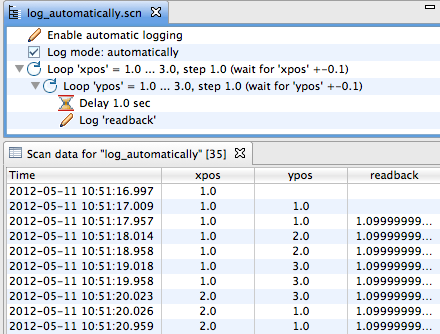 log_automatically.scn
Enable automatic logging
Log mode: automatically
Loop 'xpos' = 1.0 ... 3.0, step 1.0 (wait for 'xpos' +-0.1)
Loop 'ypos' = 1.0 ... 3.0, step 1.0 (wait for 'ypos' +-0.1)
Delay 1.0 sec
Log 'readback'
Scan data for "log_automatically" [35]
Time xpos ypos readback
2012-05-11 10:51:16.997 1.0
2012-05-11 10:51:17.009 1.0 1.0
2012-05-11 10:51:17.957 1.0 1.0 1.09999999...
2012-05-11 10:51:18.014 1.0 2.0 1.09999999...
2012-05-11 10:51:18.958 1.0 2.0 1.09999999...
2012-05-11 10:51:19.018 1.0 3.0 1.09999999...
2012-05-11 10:51:19.958 1.0 3.0 1.09999999...
2012-05-11 10:51:20.023 2.0 3.0 1.09999999...
2012-05-11 10:51:20.026 2.0 1.0 1.09999999...
2012-05-11 10:51:20.959 2.0 1.0 1.09999999...